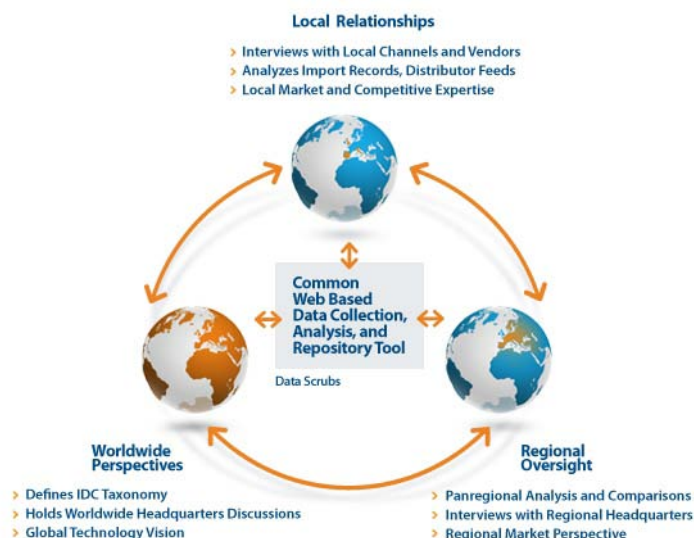 Local Relationships
> Interviews with Local Channels and Vendors
> Analyzes Import Records, Distributor Feeds
> Local Market and Competitive Expertise
Common
Web Based
Data Collection,
Analysis, and
Repository Tool
Data Scrubs
Worldwide
Perspectives
> Defines IDC Taxonomy
> Holds Worldwide Headquarters Discussions
> Global Technology Vision
Regional
Oversight
> Panregional Analysis and Comparisons
> Interviews with Regional Headquarters
> Regional Market Perspective